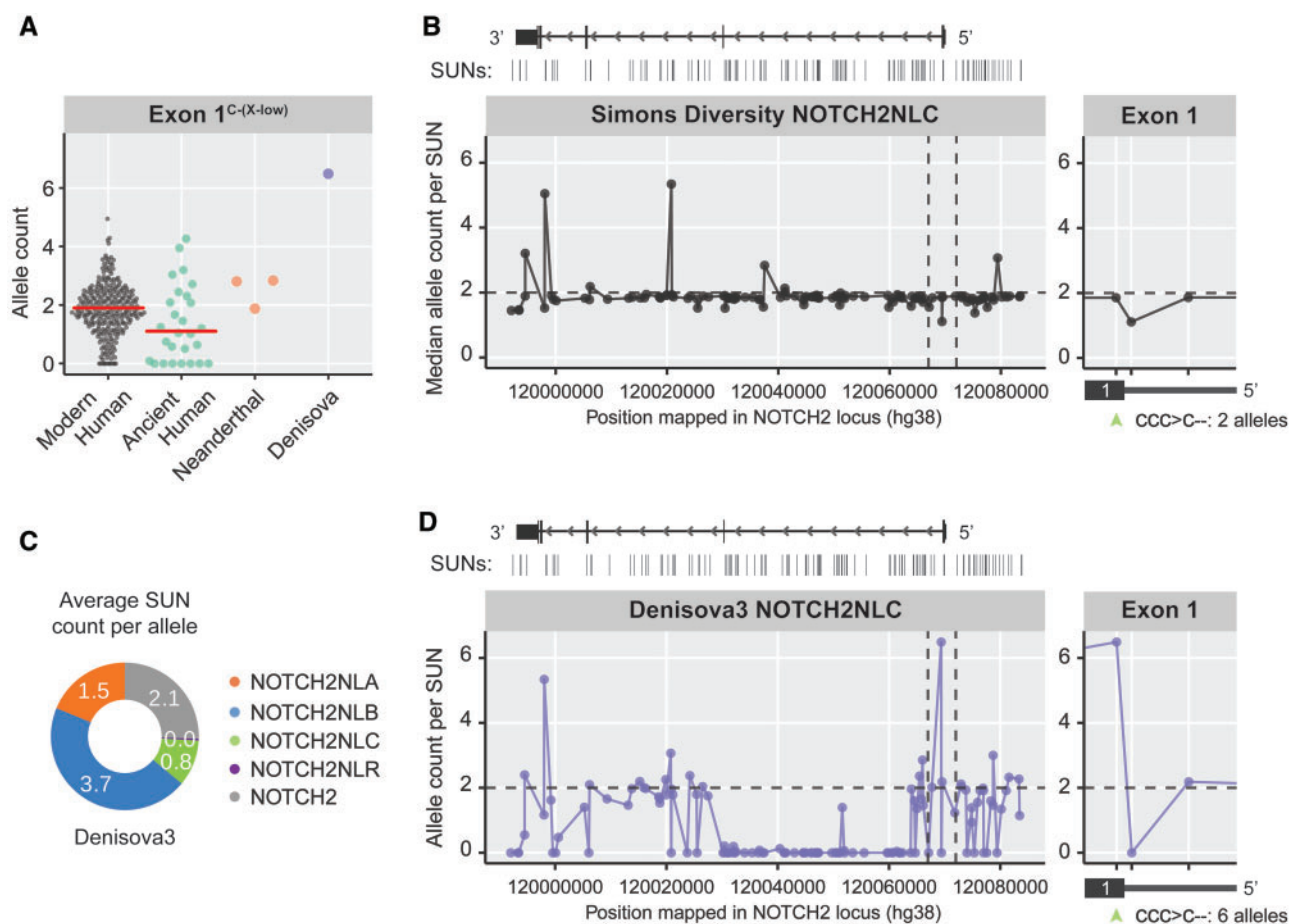 A
Exon 1C-(X-low)
Allele count
6
4
2
0
Modern Human
Ancient Human
Neanderthal
Denisova
B
3’ 5’
SUNs:
Simons Diversity NOTCH2NLC
Median allele count per SUN
6
4
2
0
120000000 120020000 120040000 120060000 120080000
Position mapped in NOTCH2 locus (hg38)
Exon 1
6
4
2
0
1 5’
CCC>C--: 2 alleles
C
Average SUN
count per allele
1.5
2.1
0.0
0.8
3.7
NOTCH2NLA
NOTCH2NLB
NOTCH2NLC
NOTCH2NLR
NOTCH2
Denisova3
D
3’ 5’
SUNs:
Denisova3 NOTCH2NLC
Allele count per SUN
6
4
2
0
120000000 120020000 120040000 120060000 120080000
Position mapped in NOTCH2 locus (hg38)
Exon 1
6
4
2
0
1 5’
CCC>C--: 6 alleles